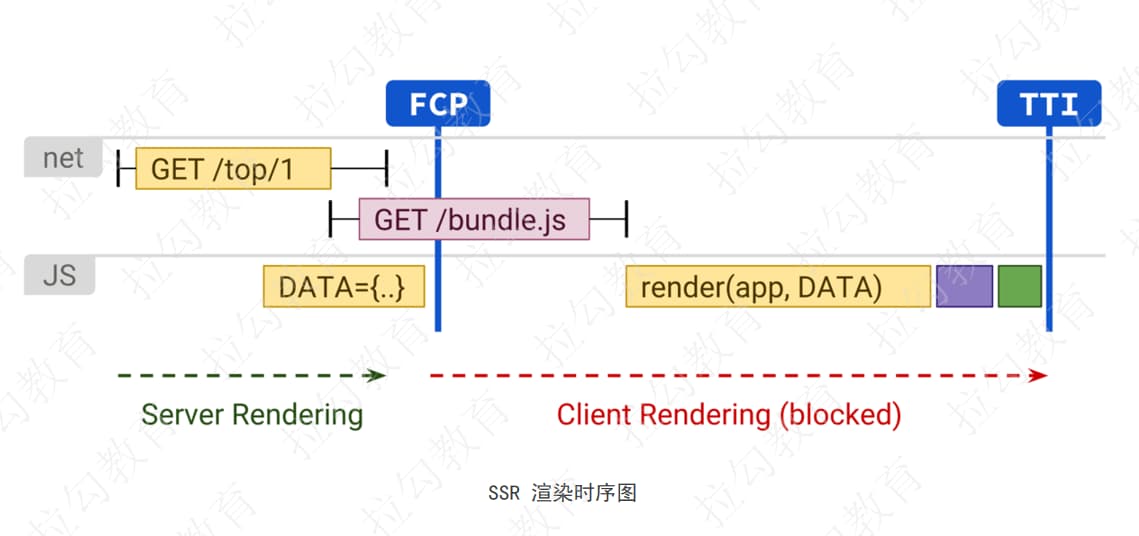 FCP
TTI
net
GET /top/1
GET /bundle.js
JS
DATA={..}
render(app, DATA)
Server Rendering
Client Rendering (blocked)
SSR 渲染时序图
拉勾教育